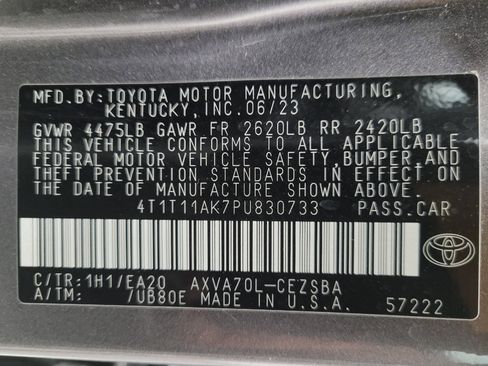 MFD.BY:TOYOTA MOTOR MANUFACTURING,
KENTUCKY, INC.06/23
GVWR 4475LB GAWR FR 2620LB RR 2420LB
THIS VEHICLE CONFORMS TO ALL APPLICABLE
FEDERAL MOTOR VEHICLE SAFETY, BUMPER, AND
THEFT PREVENTION STANDARDS IN EFFECT ON
THE DATE OF MANUFACTURE SHOWN ABOVE.
4T1T11AK7PU830733 PASS.CAR
C/TR:1H1/EA20 AXVA70L-CEZSBA
A/TM: /UB80E MADE IN U.S.A. 57222
TOYOTA